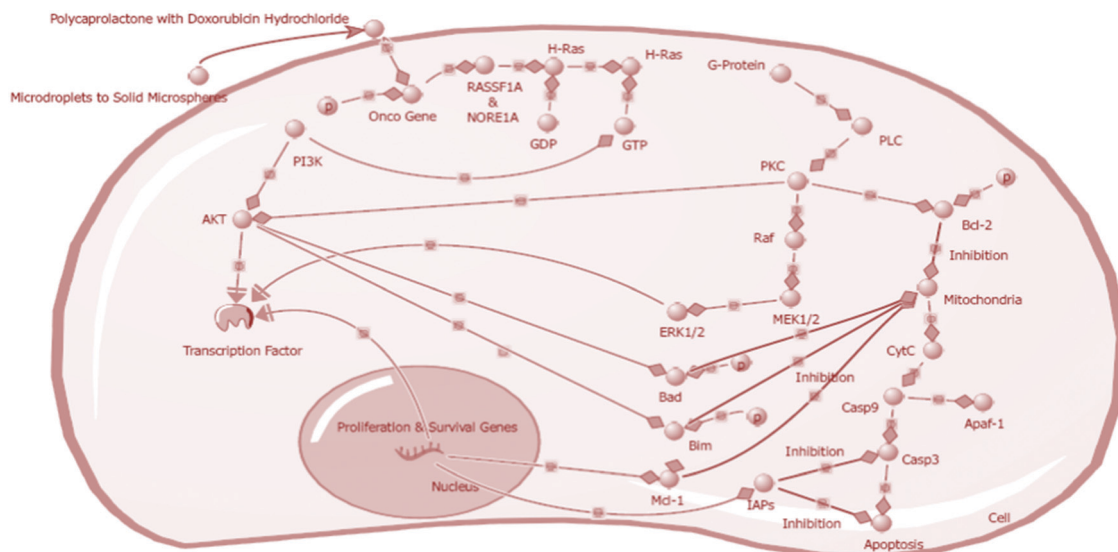 Polycaprolactone with Doxorubicin Hydrochloride
Microdroplets to Solid Microspheres
H-Ras
H-Ras
G-Protein
RASSF1A
&
NORE1A
p
Onco Gene
GDP
GTP
PLC
PI3K
PKC
p
AKT
Bcl-2
Raf
Inhibition
Mitochondria
ERK1/2
MEK1/2
Transcription Factor
CytC
p
Inhibition
Bad
Casp9
Apaf-1
p
Proliferation & Survival Genes
Bim
Inhibition
Casp3
Nucleus
Mcl-1
IAPs
Inhibition
Cell
Apoptosis